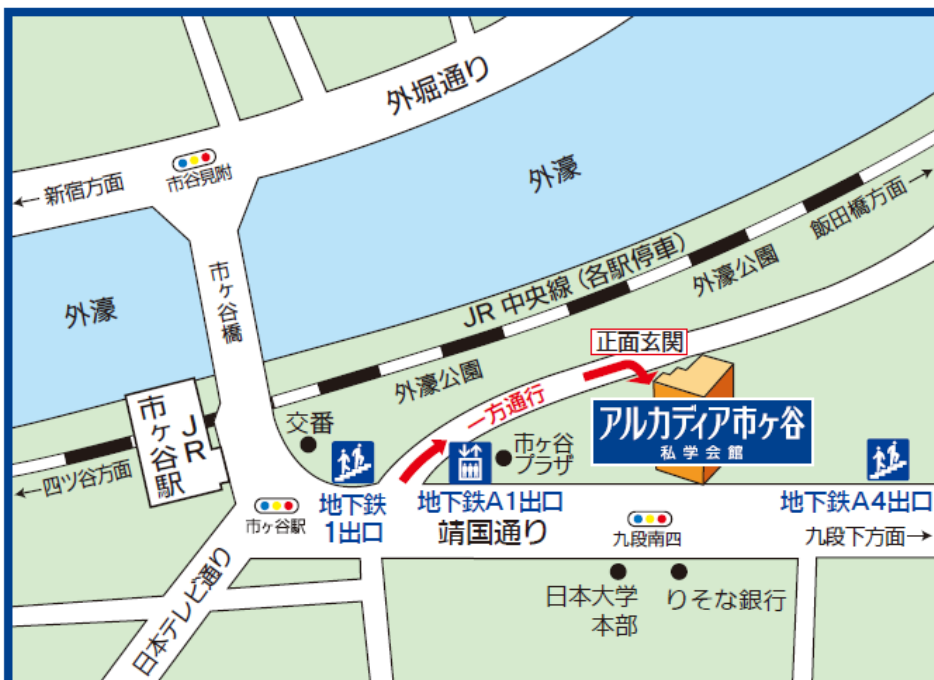 外堀通り
市谷見附
← 新宿方面
外濠
飯田橋方面 →
市ヶ谷橋
外濠
JR 中央線 (各駅停車)
外濠公園
正面玄関
外濠公園
一方通行
アルカディア市ヶ谷
私学会館
JR
市ヶ谷駅
交番
市ヶ谷
プラザ
← 四ツ谷方面
地下鉄
1出口
地下鉄A1出口
地下鉄A4出口
市ヶ谷駅
靖国通り
九段南四
九段下方面→
日本テレビ通り
日本大学
本部
りそな銀行